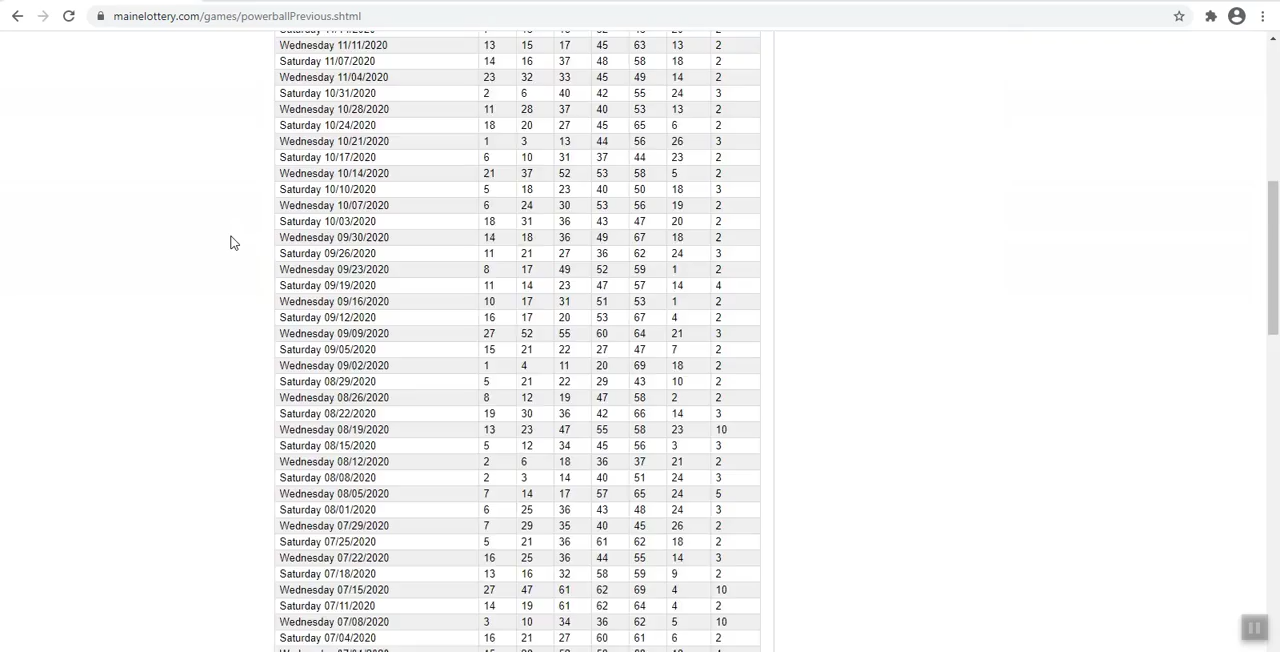 mainelottery.com/games/powerballPrevious.shtml
Wednesday 11/11/2020 13 15 17 45 63 13 2
Saturday 11/07/2020 14 16 37 48 58 18 2
Wednesday 11/04/2020 23 32 33 45 49 14 2
Saturday 10/31/2020 2 6 40 42 55 24 3
Wednesday 10/28/2020 11 28 37 40 53 13 2
Saturday 10/24/2020 18 20 27 45 65 6 2
Wednesday 10/21/2020 1 3 13 44 56 26 3
Saturday 10/17/2020 6 10 31 37 44 23 2
Wednesday 10/14/2020 21 37 52 53 58 5 2
Saturday 10/10/2020 5 18 23 40 50 18 3
Wednesday 10/07/2020 6 24 30 53 56 19 2
Saturday 10/03/2020 18 31 36 43 47 20 2
Wednesday 09/30/2020 14 18 36 49 67 18 2
Saturday 09/26/2020 11 21 27 36 62 24 3
Wednesday 09/23/2020 8 17 49 52 59 1 2
Saturday 09/19/2020 11 14 23 47 57 14 4
Wednesday 09/16/2020 10 17 31 51 53 1 2
Saturday 09/12/2020 16 17 20 53 67 4 2
Wednesday 09/09/2020 27 52 55 60 64 21 3
Saturday 09/05/2020 15 21 22 27 47 7 2
Wednesday 09/02/2020 1 4 11 20 69 18 2
Saturday 08/29/2020 5 21 22 29 43 10 2
Wednesday 08/26/2020 8 12 19 47 58 2 2
Saturday 08/22/2020 19 30 36 42 66 14 3
Wednesday 08/19/2020 13 23 47 55 58 23 10
Saturday 08/15/2020 5 12 34 45 56 3 3
Wednesday 08/12/2020 2 6 18 36 37 21 2
Saturday 08/08/2020 2 3 14 40 51 24 3
Wednesday 08/05/2020 7 14 17 57 65 24 5
Saturday 08/01/2020 6 25 36 43 48 24 3
Wednesday 07/29/2020 7 29 35 40 45 26 2
Saturday 07/25/2020 5 21 36 61 62 18 2
Wednesday 07/22/2020 16 25 36 44 55 14 3
Saturday 07/18/2020 13 16 32 58 59 9 2
Wednesday 07/15/2020 27 47 61 62 69 4 10
Saturday 07/11/2020 14 19 61 62 64 4 2
Wednesday 07/08/2020 3 10 34 36 62 5 10
Saturday 07/04/2020 16 21 27 60 61 6 2